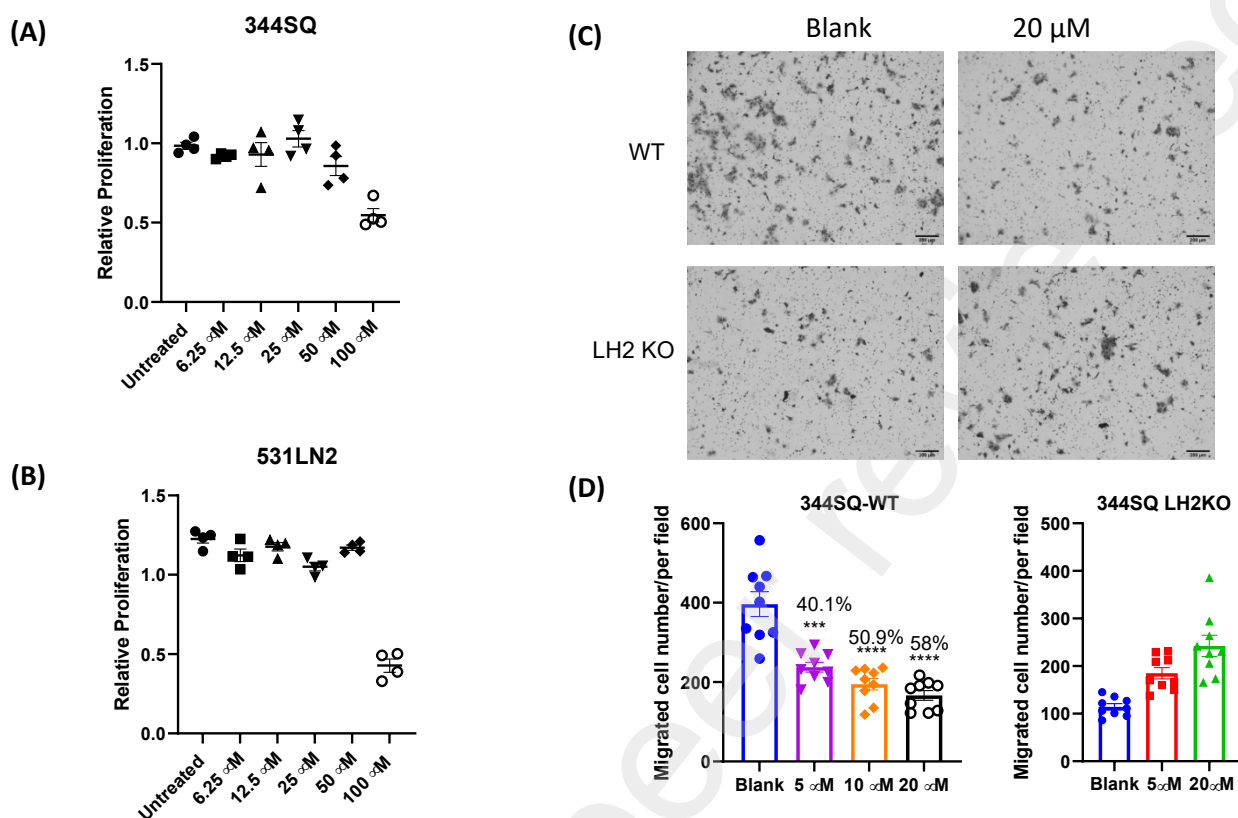 (A)
344SQ
Relative Proliferation
1.5
1.0
0.5
0.0
Untreated
6.25 ∝M
12.5 ∝M
25 ∝M
50 ∝M
100 ∝M
(B)
531LN2
Relative Proliferation
1.5
1.0
0.5
0.0
Untreated
6.25 ∝M
12.5 ∝M
25 ∝M
50 ∝M
100 ∝M
(C)
Blank
20 µM
WT
LH2 KO
(D)
344SQ-WT
Migrated cell number/per field
600
400
200
0
40.1%
***
50.9%
****
58%
****
Blank
5 ∝M
10 ∝M
20 ∝M
344SQ LH2KO
Migrated cell number/per field
500
400
300
200
100
0
Blank
5∝M
20∝M
peer re